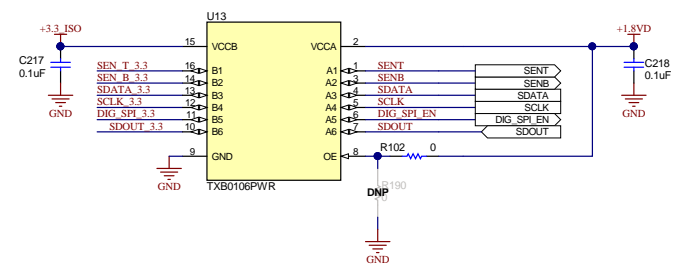 U13
+3.3_ISO
+1.8VD
15 VCCB VCCA 2
C217
0.1uF
C218
0.1uF
GND
GND
SEN_T_3.3 16 B1 A1 1 SENT SENT
SEN_B_3.3 14 B2 A2 3 SENB SENB
SDATA_3.3 13 B3 A3 4 SDATA SDATA
SCLK_3.3 12 B4 A4 5 SCLK SCLK
DIG_SPI_3.3 11 B5 A5 6 DIG_SPI_EN DIG_SPI_EN
SDOUT_3.3 10 B6 A6 7 SDOUT SDOUT
R102 0
9 GND OE 8
GND
TXB0106PWR
R190
DNP
0
GND